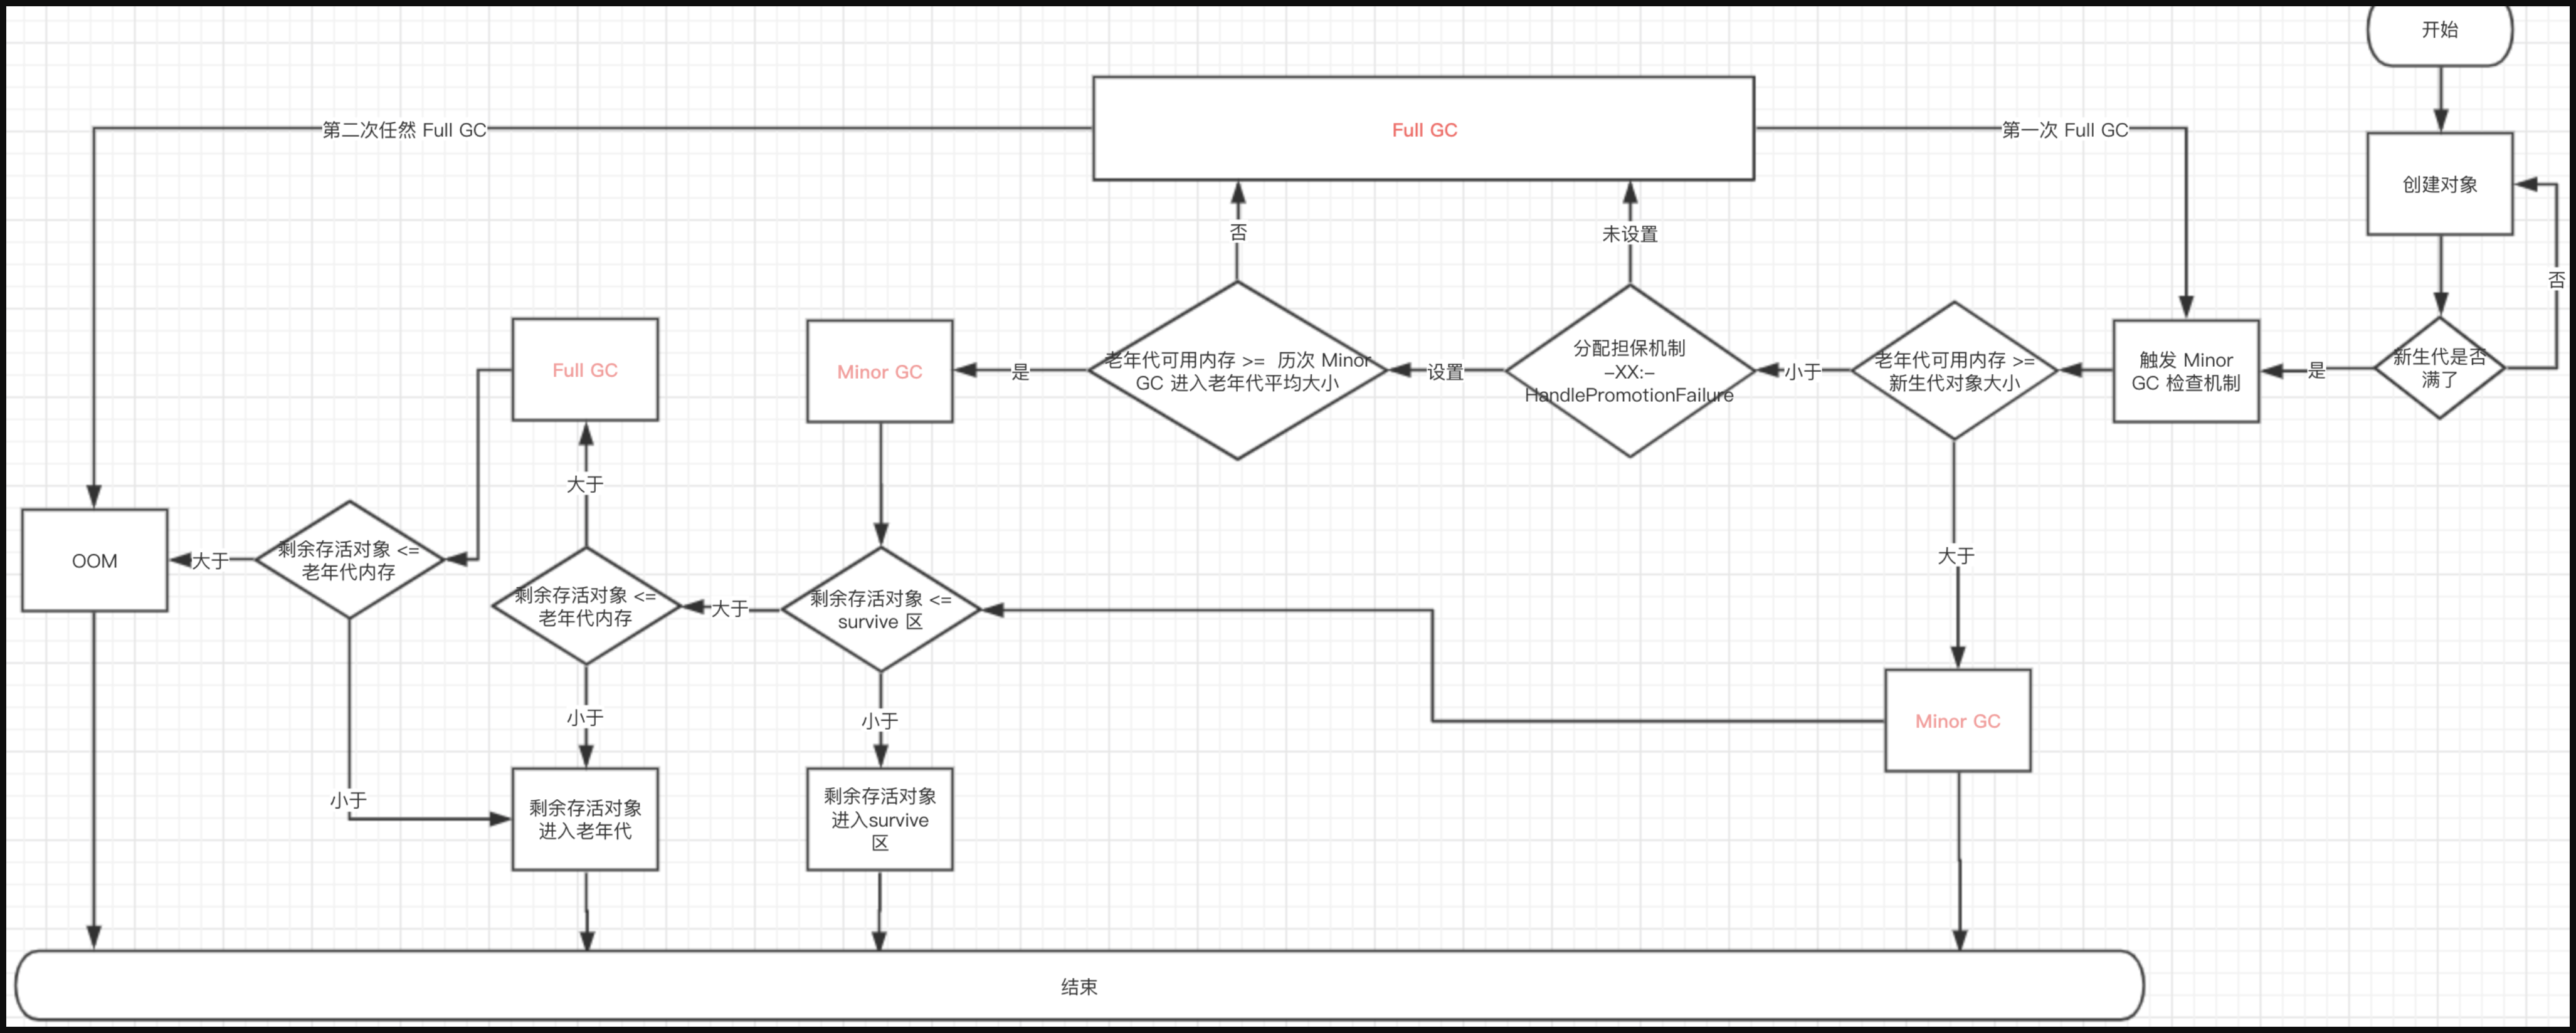 开始
Full GC
第二次任然 Full GC
第一次 Full GC
创建对象
否
未设置
否
Full GC
大于
Minor GC
是
老年代可用内存 >= 历次 Minor
GC 进入老年代平均大小
设置
分配担保机制
-XX:-
HandlePromotionFailure
小于
老年代可用内存 >=
新生代对象大小
触发 Minor
GC 检查机制
是
新生代是否
满了
OOM
大于
剩余存活对象 <=
老年代内存
剩余存活对象 <=
老年代内存
大于
剩余存活对象 <=
survive 区
大于
小于
小于
小于
Minor GC
剩余存活对象
进入老年代
剩余存活对象
进入survive
区
结束